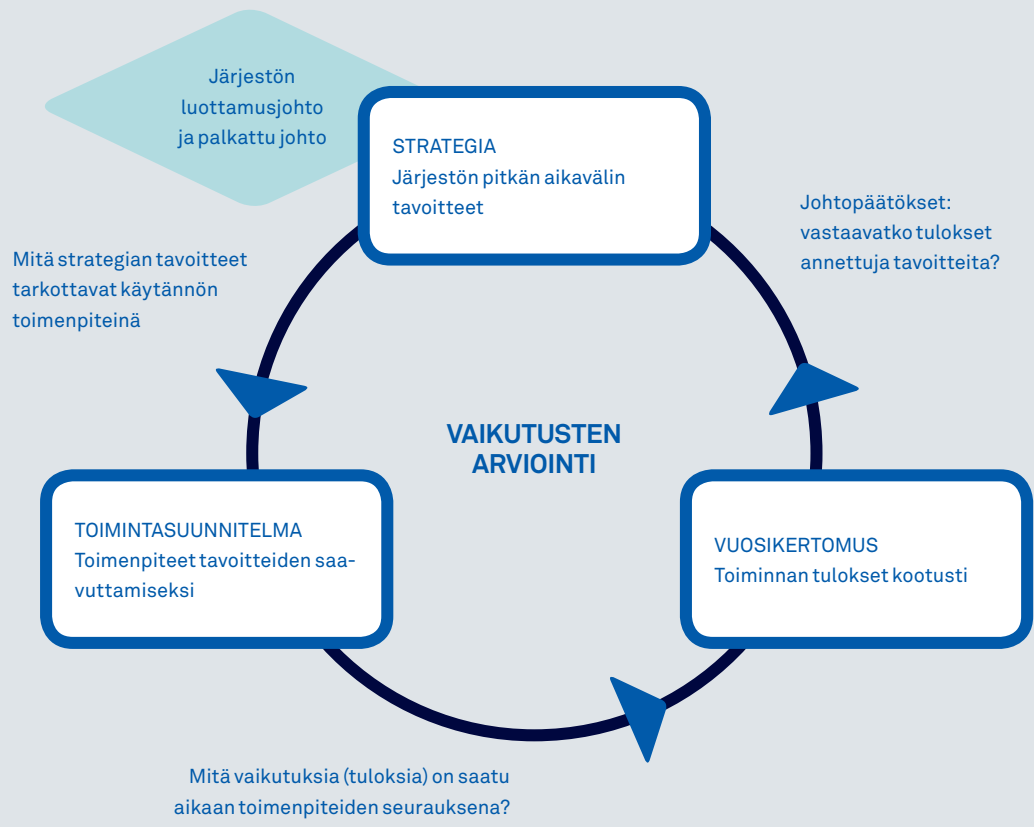 Järjestön
luottamusjohto
ja palkattu johto
STRATEGIA
Järjestön pitkän aikavälin
tavoitteet
Johtopäätökset:
vastaavatko tulokset
annettuja tavoitteita?
Mitä strategian tavoitteet
tarkottavat käytännön
toimenpiteinä
VAIKUTUSTEN
ARVIOINTI
TOIMINTASUUNNITELMA
Toimenpiteet tavoitteiden saa-
vuttamiseksi
VUOSIKERTOMUS
Toiminnan tulokset kootusti
Mitä vaikutuksia (tuloksia) on saatu
aikaan toimenpiteiden seurauksena?